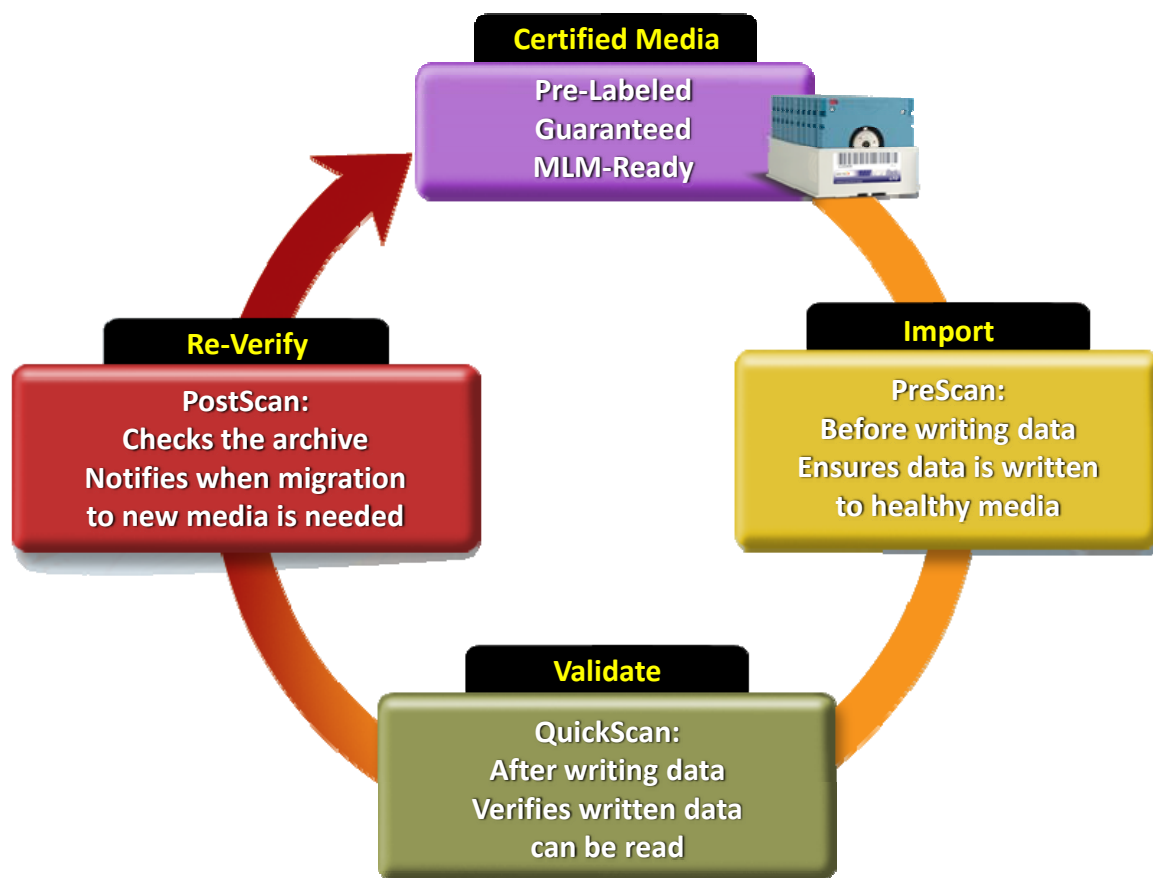 Certified Media
Pre-Labeled
Guaranteed
MLM-Ready
Import
PreScan:
Before writing data
Ensures data is written
to healthy media
Validate
QuickScan:
After writing data
Verifies written data
can be read
Re-Verify
PostScan:
Checks the archive
Notifies when migration
to new media is needed